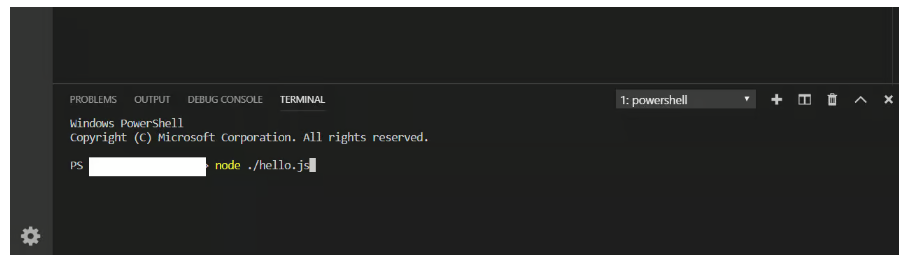 PROBLEMS OUTPUT DEBUG CONSOLE TERMINAL 1: powershell
Windows PowerShell
Copyright (C) Microsoft Corporation. All rights reserved.
PS > node ./hello.js